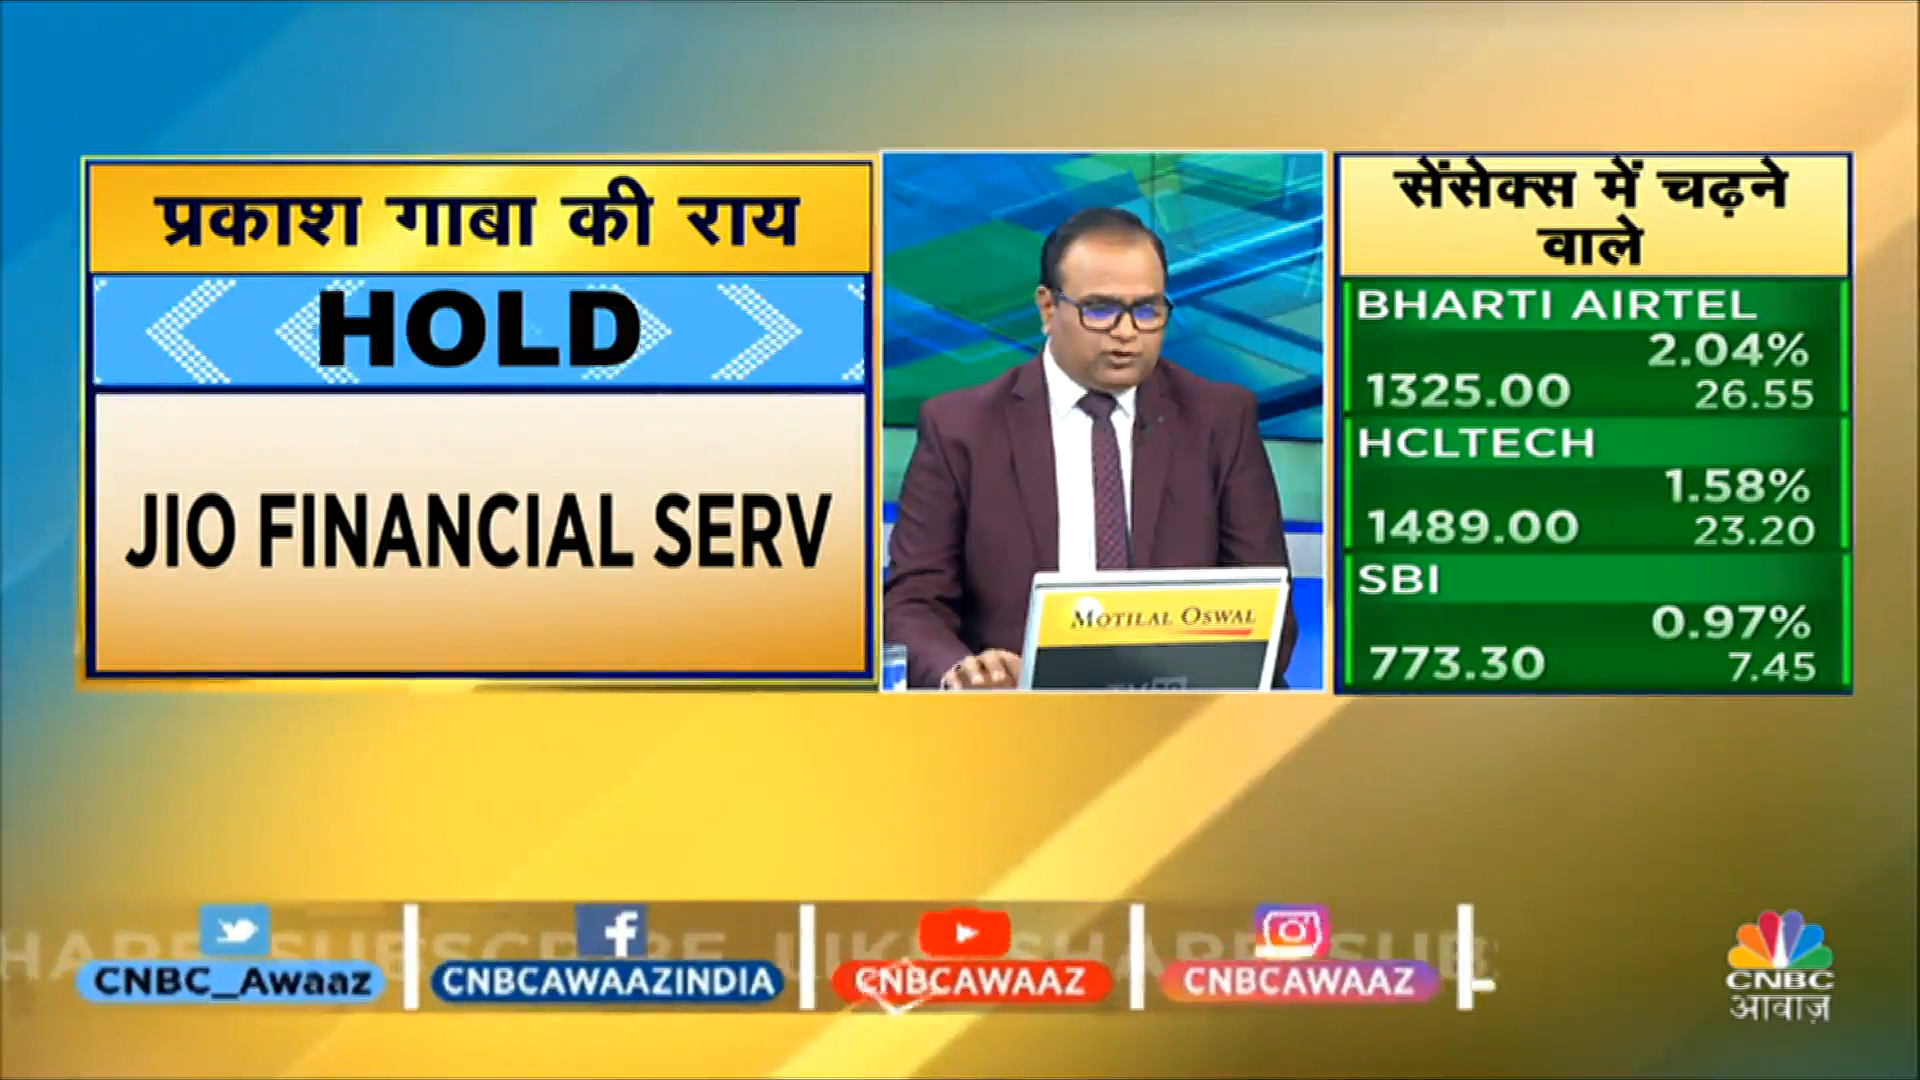 प्रकाश गाबा की राय
HOLD
JIO FINANCIAL SERV
MOTILAL OSWAL
सेंसेक्स में चढ़ने
वाले
BHARTI AIRTEL
2.04%
1325.00 26.55
HCLTECH
1.58%
1489.00 23.20
SBI
0.97%
773.30 7.45
CNBC_Awaaz
CNBCAWAAZINDIA
CNBCAWAAZ
CNBCAWAAZ
CNBC
आवाज़